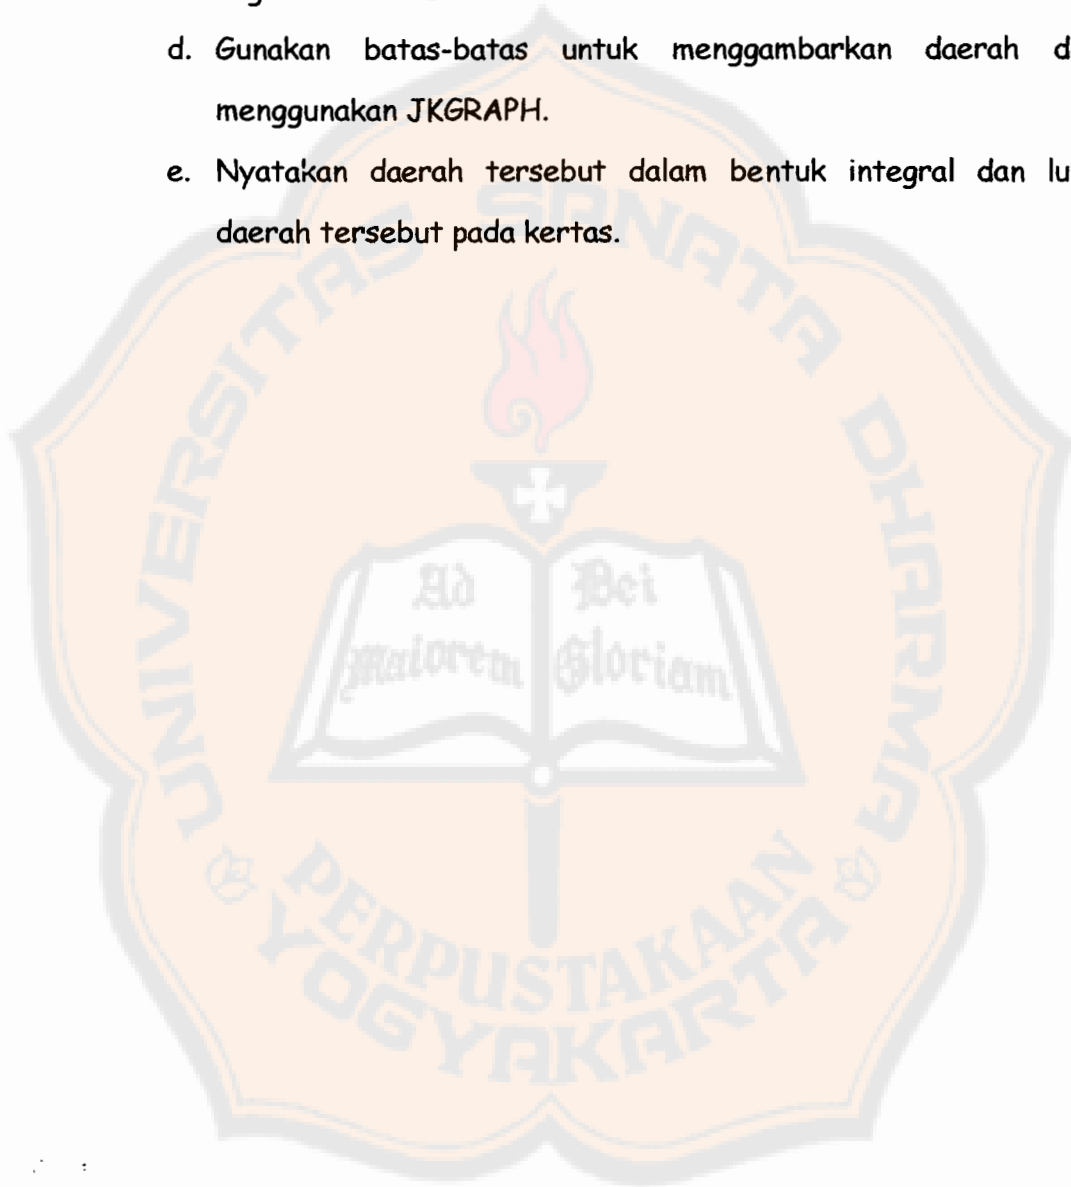 d. Gunakan batas-batas untuk menggambarkan daerah d
menggunakan JKGRAPH.
e. Nyatakan daerah tersebut dalam bentuk integral dan lu
daerah tersebut pada kertas.
UNIVERSITAS SANATA DHARMA
Ad Dei
Maiorem Gloriam
PERPUSTAKAAN
YOGYAKARTA